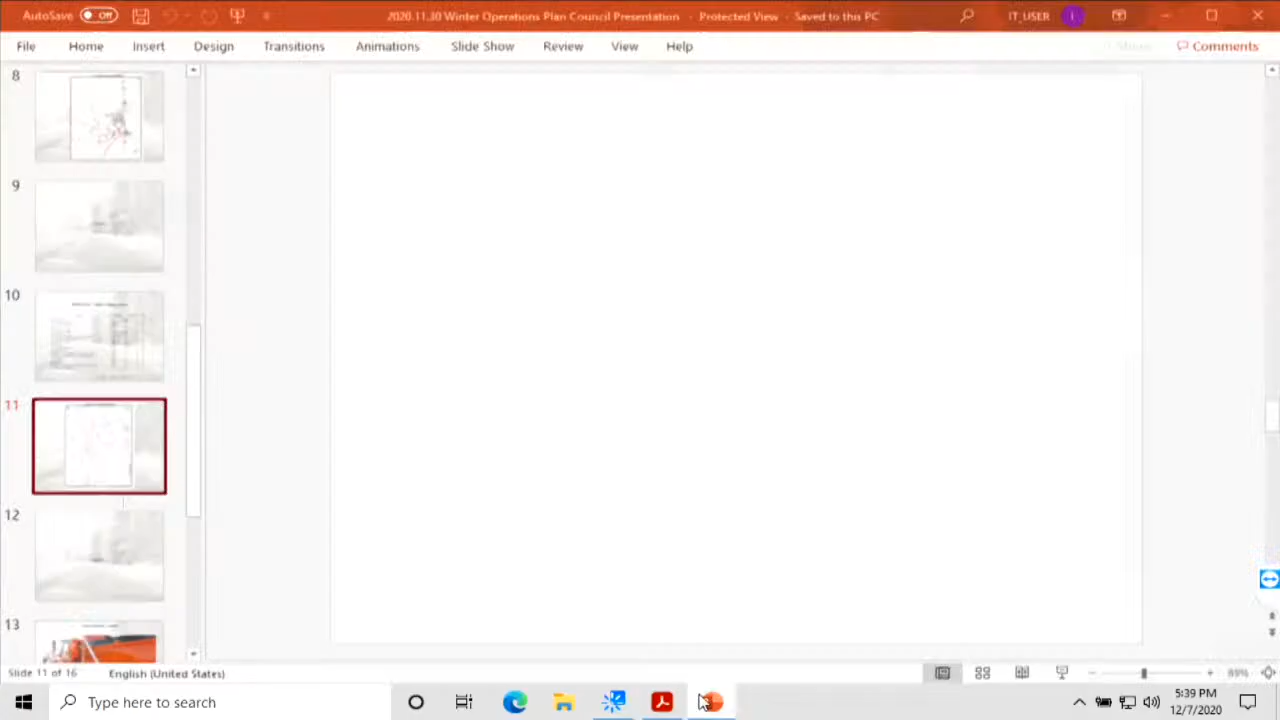 AutoSave Off 2020.11.30 Winter Operations Plan Council Presentation - Protected View - Saved to this PC IT_USER I
File Home Insert Design Transitions Animations Slide Show Review View Help Share Comments
8
9
10
11
12
13
Slide 11 of 16 English (United States) 89%
Type here to search
5:39 PM
12/7/2020